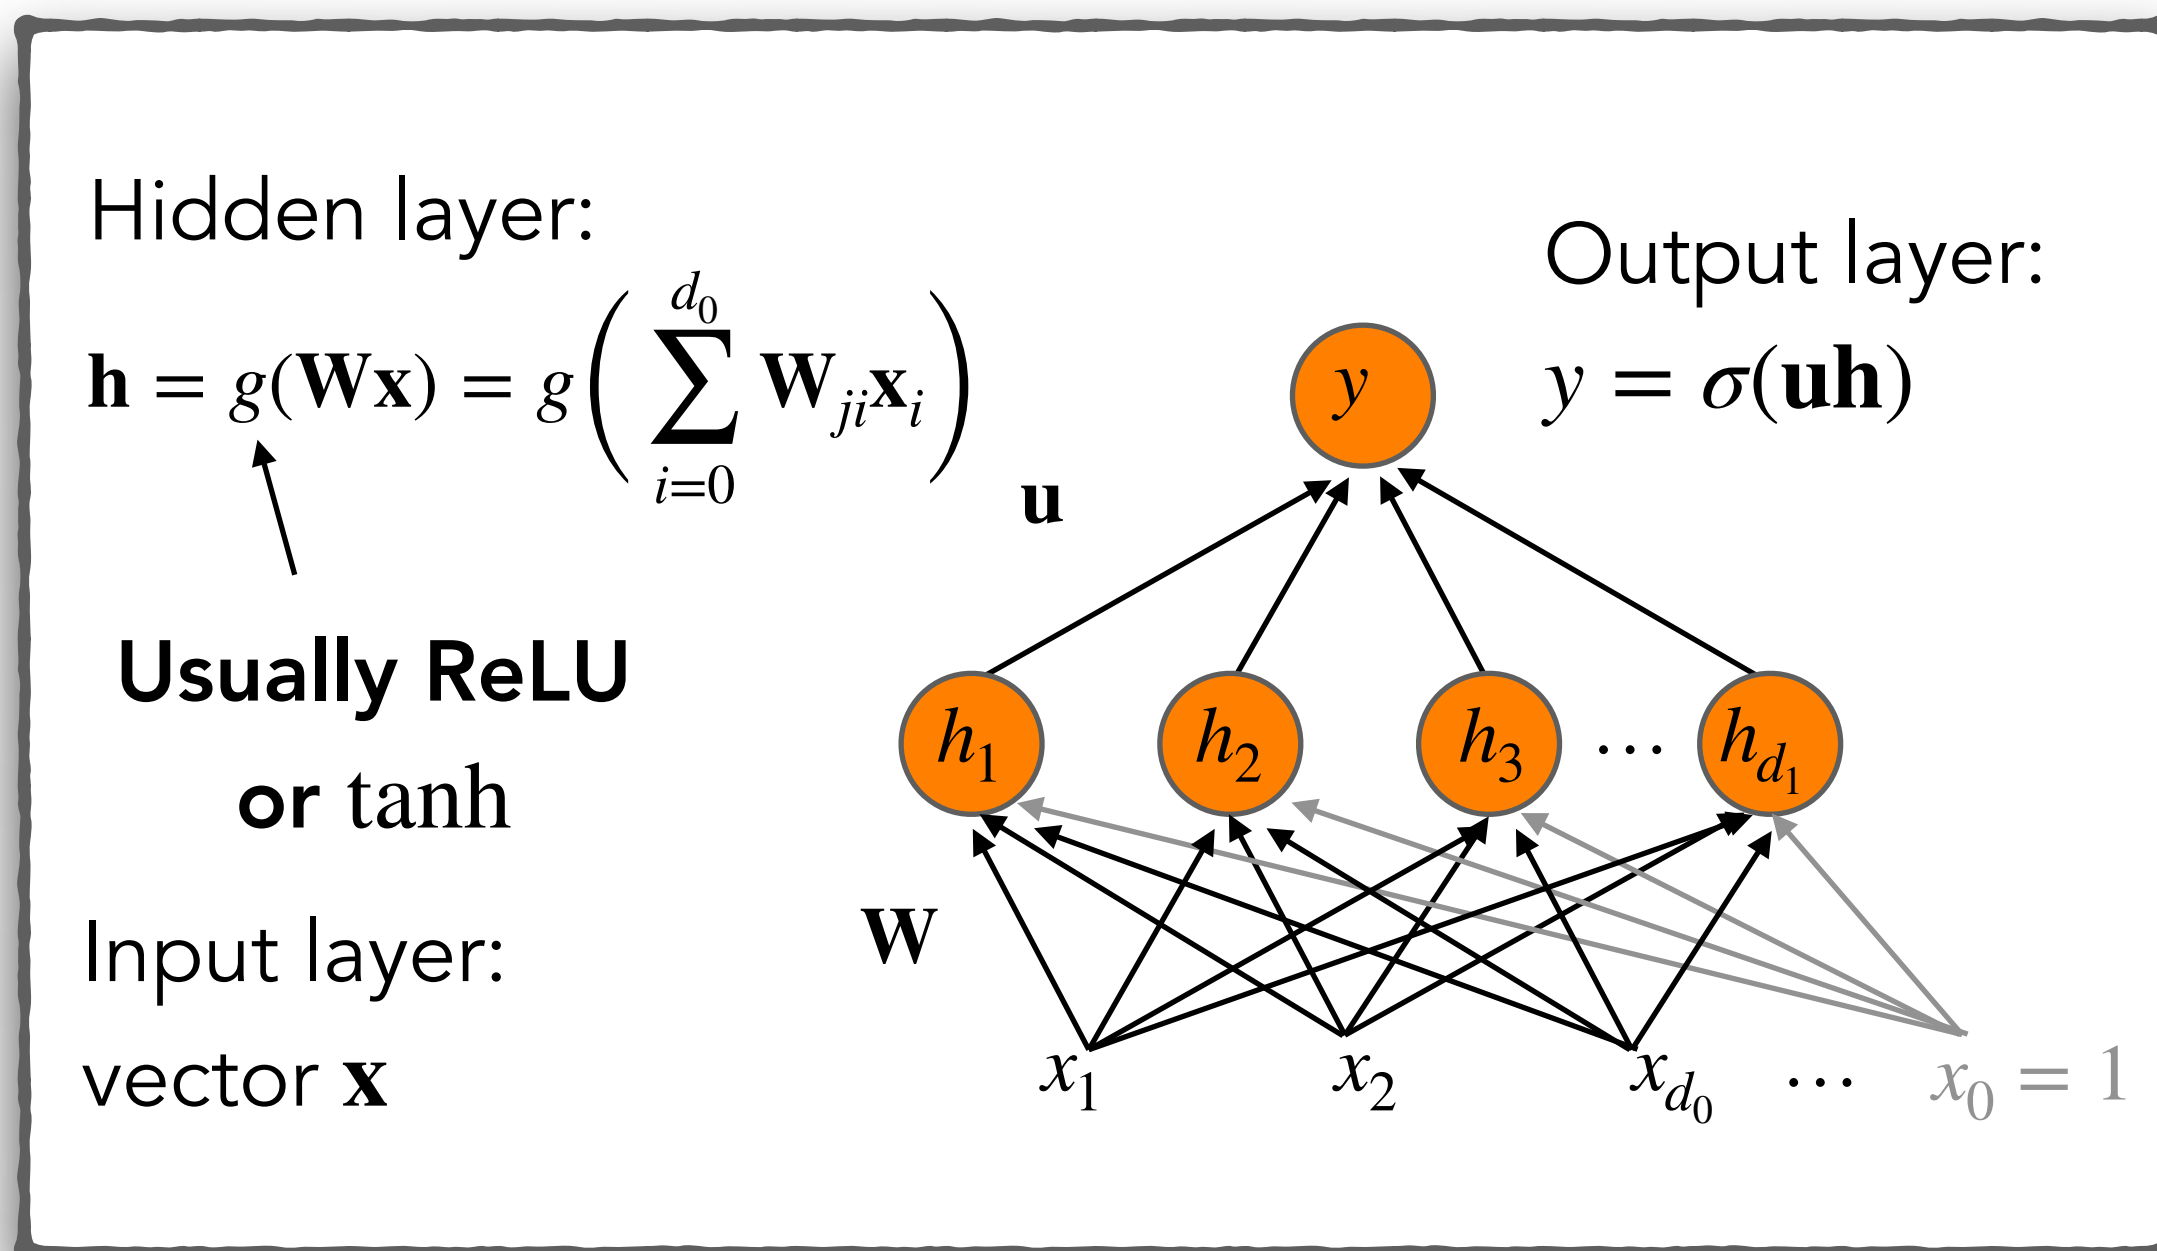 Hidden layer:
h = g(Wx) = g(∑_{i=0}^{d_0} W_{ji}x_i)
Usually ReLU
or tanh
Input layer:
vector x
Output layer:
y = σ(uh)
y
u
h_1 h_2 h_3 … h_{d_1}
W
x_1 x_2 x_{d_0} … x_0 = 1